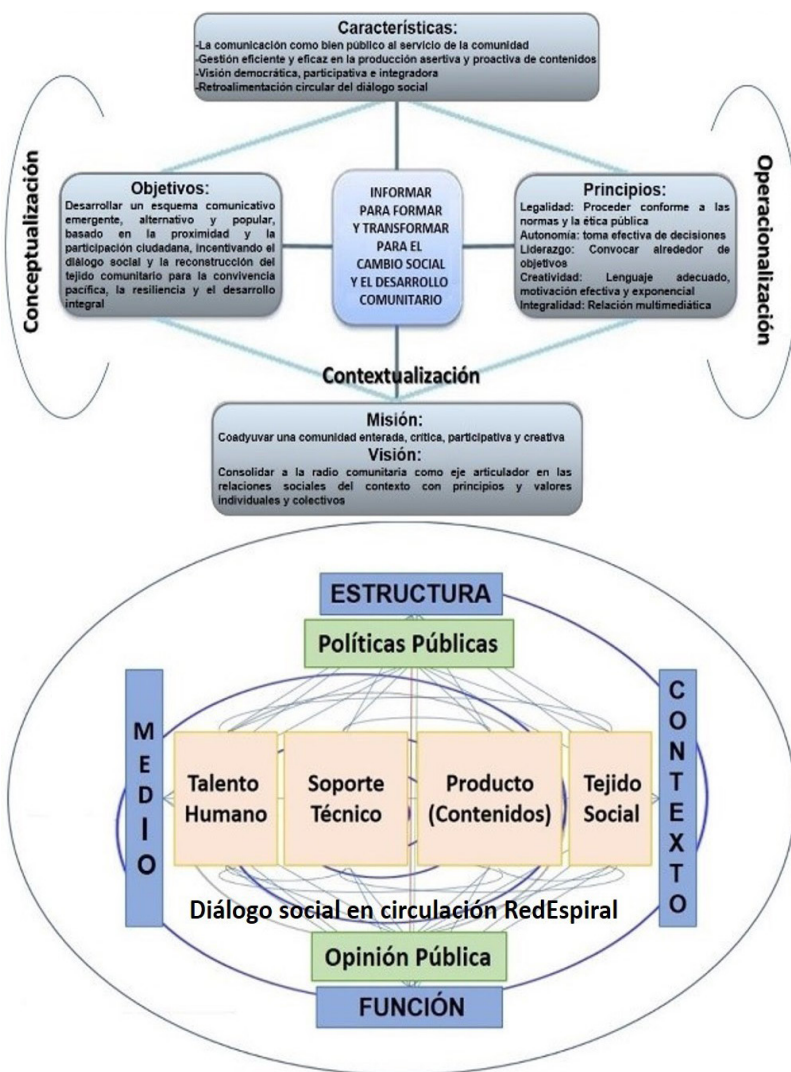 Características:
-La comunicación como bien público al servicio de la comunidad
-Gestión eficiente y eficaz en la producción asertiva y proactiva de contenidos
-Visión democrática, participativa e integradora
-Retroalimentación circular del diálogo social
Conceptualización
Objetivos:
Desarrollar un esquema comunicativo
emergente, alternativo y popular,
basado en la proximidad y la
participación ciudadana, incentivando el
diálogo social y la reconstrucción del
tejido comunitario para la convivencia
pacífica, la resiliencia y el desarrollo
integral
INFORMAR
PARA FORMAR
Y TRANSFORMAR
PARA EL
CAMBIO SOCIAL
Y EL DESARROLLO
COMUNITARIO
Principios:
Legalidad: Proceder conforme a las
normas y la ética pública
Autonomía: toma efectiva de decisiones
Liderazgo: Convocar alrededor de
objetivos
Creatividad: Lenguaje adecuado,
motivación efectiva y exponencial
Integralidad: Relación multimediática
Operacionalización
Contextualización
Misión:
Coadyuvar una comunidad enterada, crítica, participativa y creativa
Visión:
Consolidar a la radio comunitaria como eje articulador en las
relaciones sociales del contexto con principios y valores
individuales y colectivos
ESTRUCTURA
Políticas Públicas
MEDIO
Talento
Humano
Soporte
Técnico
Producto
(Contenidos)
Tejido
Social
CONTEXTO
Diálogo social en circulación RedEspiral
Opinión Pública
FUNCIÓN